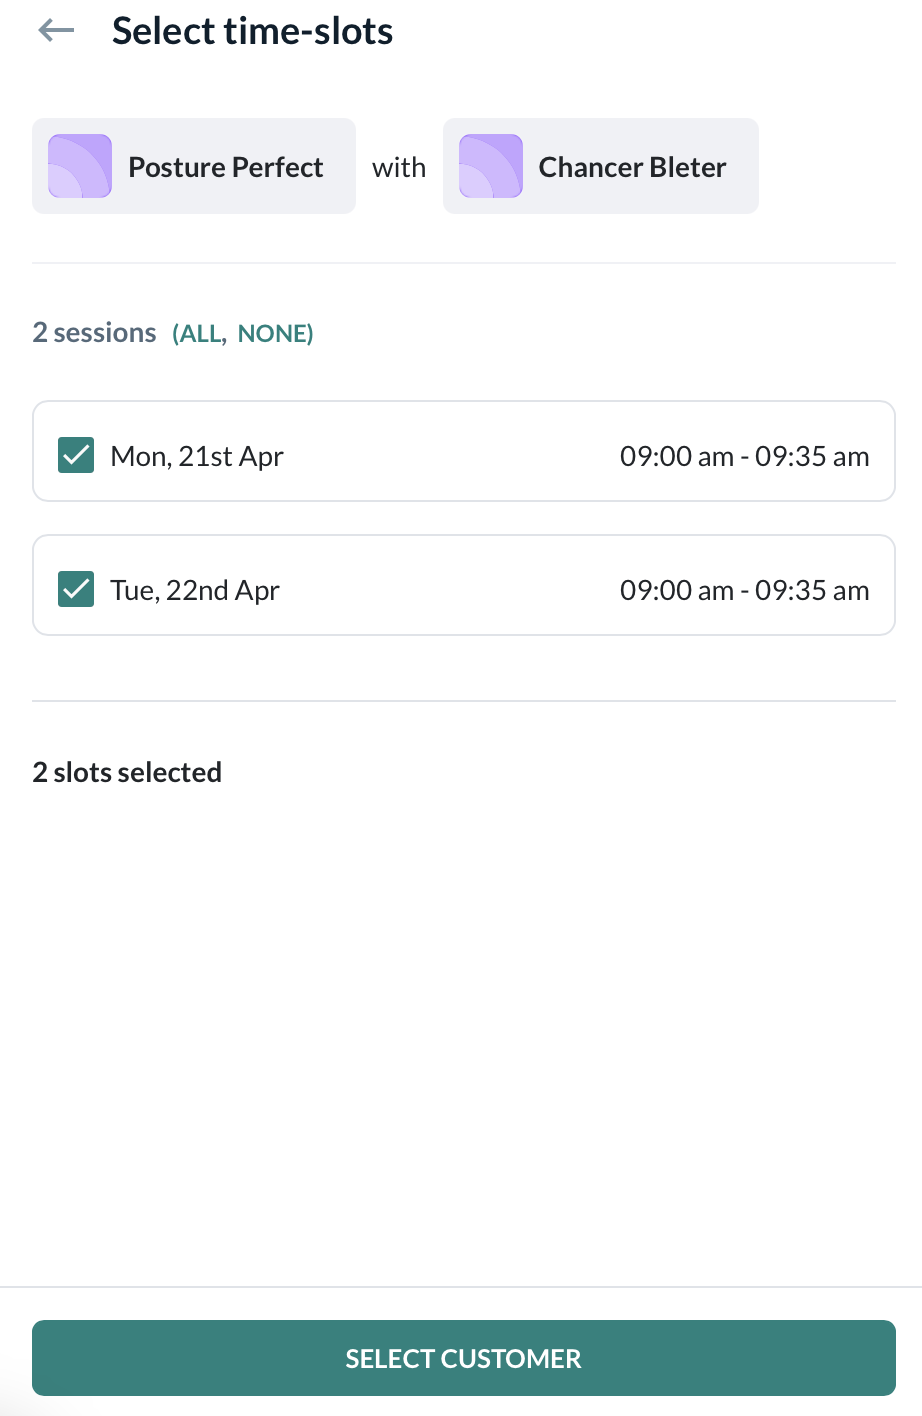 Select time-slots
Posture Perfect with Chancer Bleter
2 sessions (ALL, NONE)
Mon, 21st Apr 09:00 am - 09:35 am
Tue, 22nd Apr 09:00 am - 09:35 am
2 slots selected
SELECT CUSTOMER